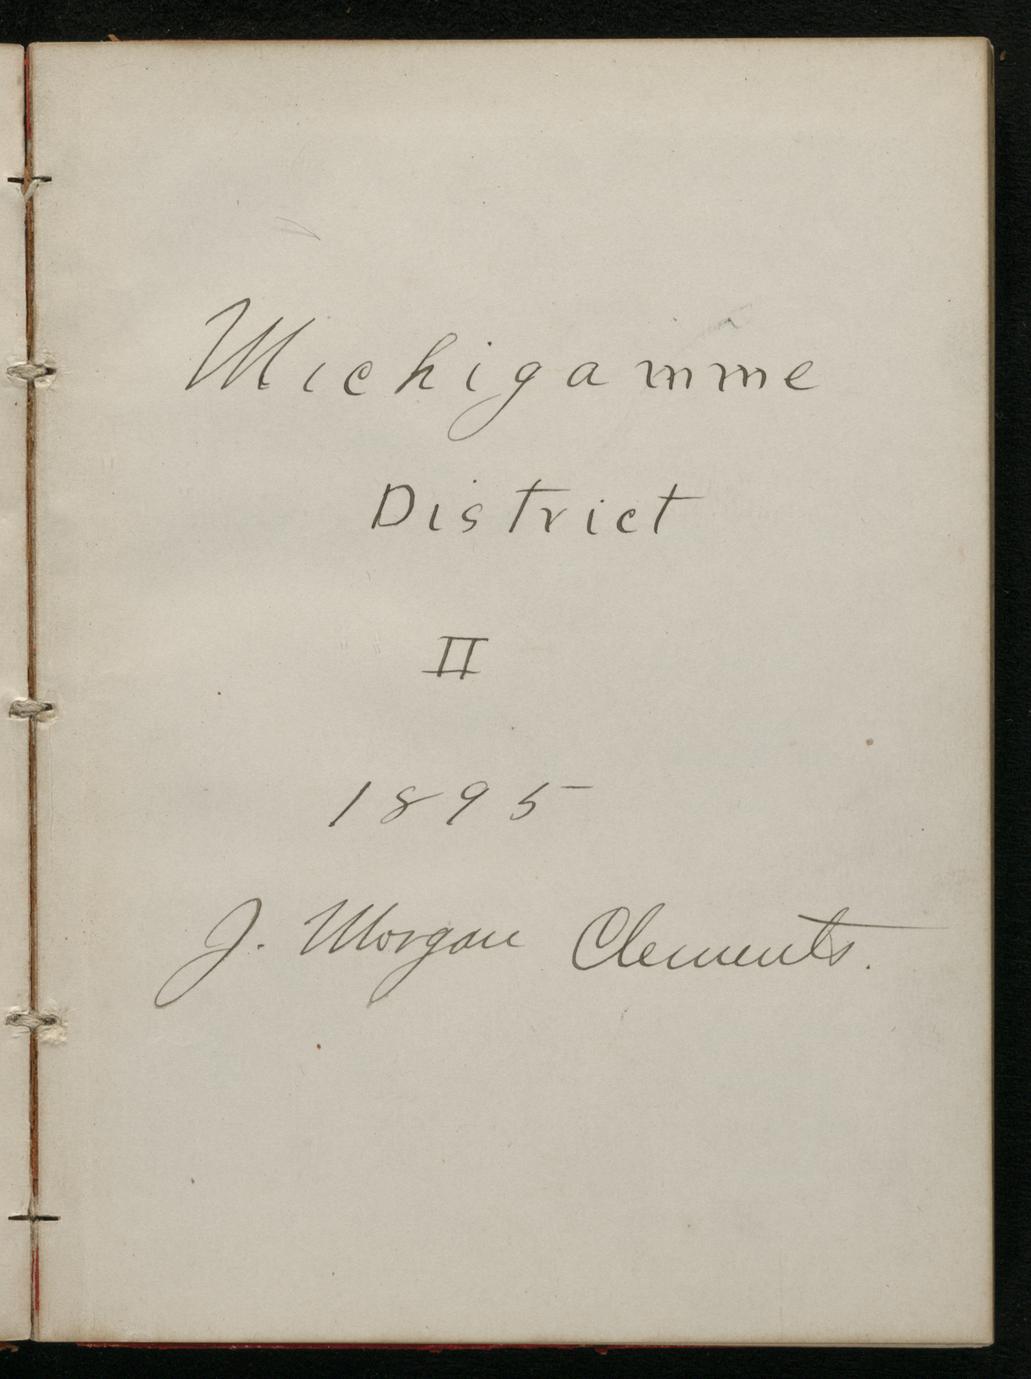 Michigamme
District
II
1895
J. Morgan Clements.